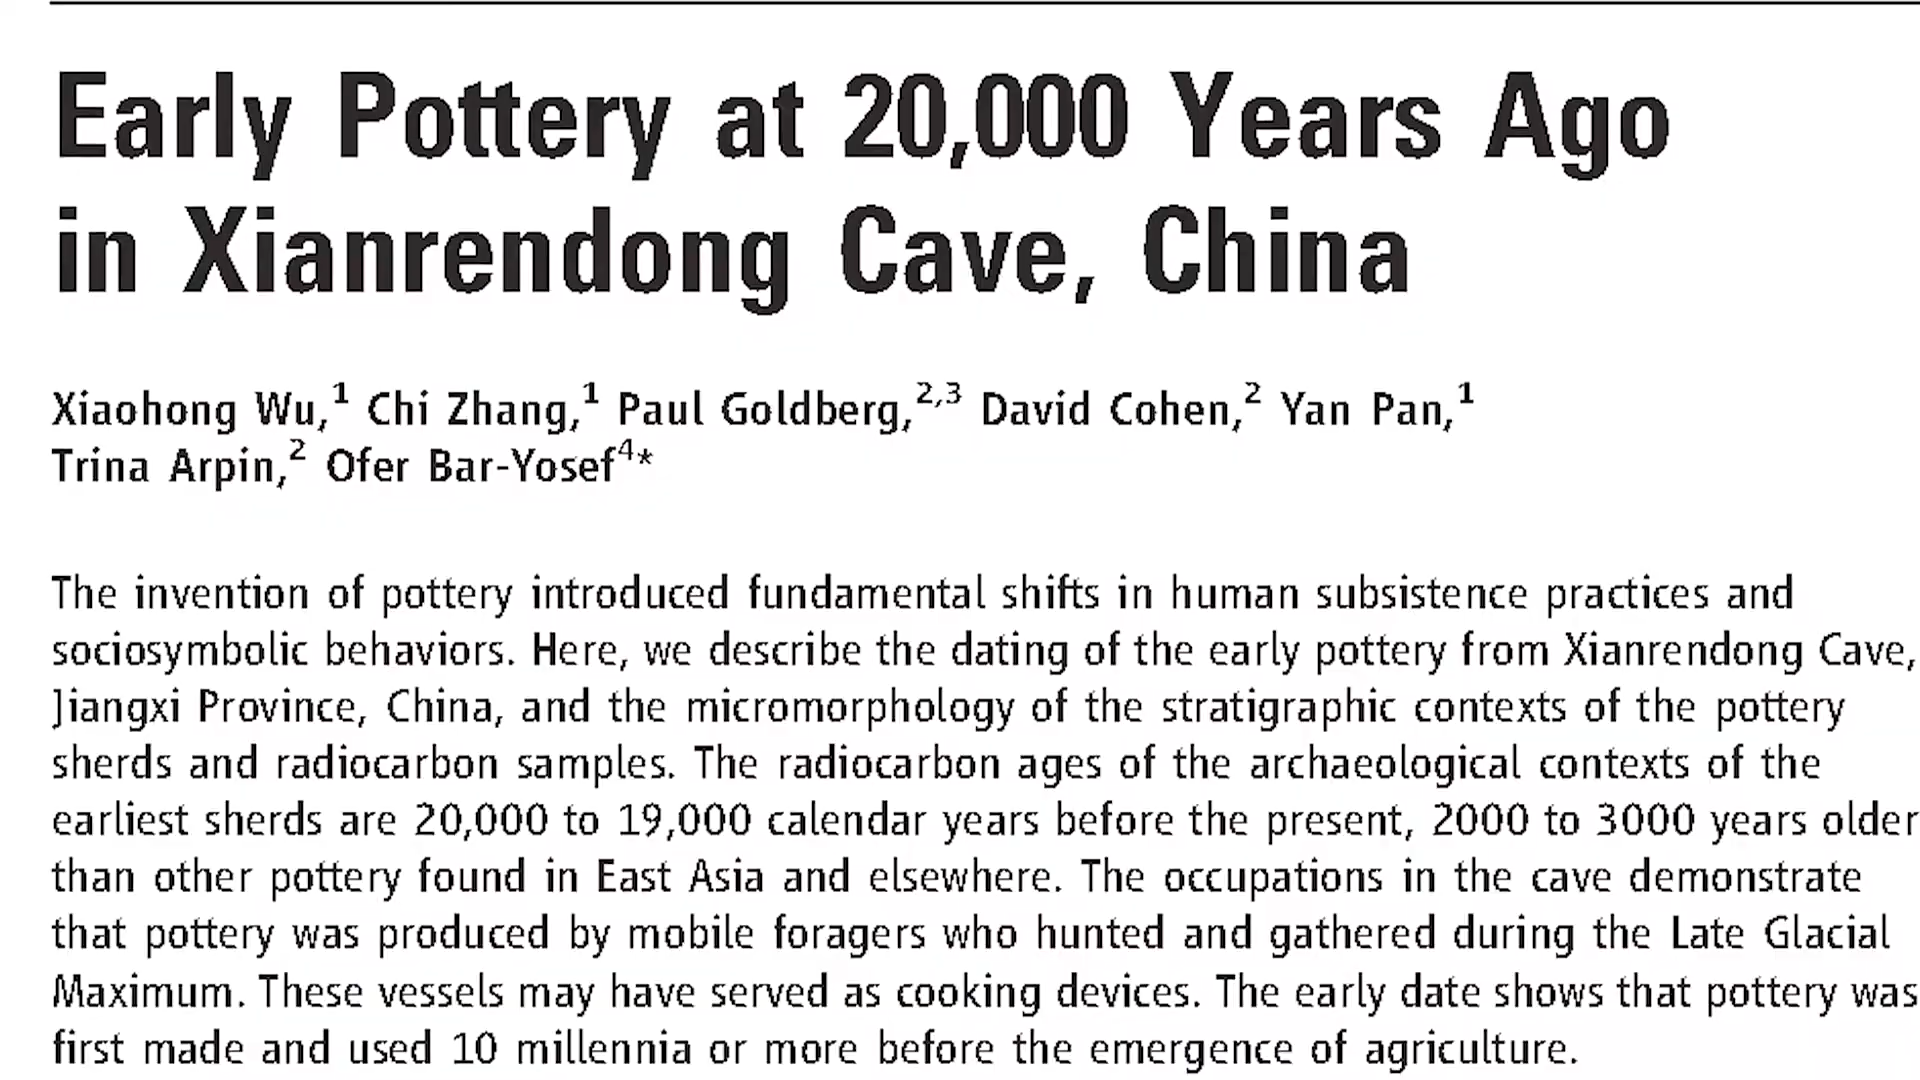 Early Pottery at 20,000 Years Ago
in Xianrendong Cave, China
Xiaohong Wu,1 Chi Zhang,1 Paul Goldberg,2,3 David Cohen,2 Yan Pan,1
Trina Arpin,2 Ofer Bar-Yosef4*
The invention of pottery introduced fundamental shifts in human subsistence practices and
sociosymbolic behaviors. Here, we describe the dating of the early pottery from Xianrendong Cave,
Jiangxi Province, China, and the micromorphology of the stratigraphic contexts of the pottery
sherds and radiocarbon samples. The radiocarbon ages of the archaeological contexts of the
earliest sherds are 20,000 to 19,000 calendar years before the present, 2000 to 3000 years older
than other pottery found in East Asia and elsewhere. The occupations in the cave demonstrate
that pottery was produced by mobile foragers who hunted and gathered during the Late Glacial
Maximum. These vessels may have served as cooking devices. The early date shows that pottery was
first made and used 10 millennia or more before the emergence of agriculture.